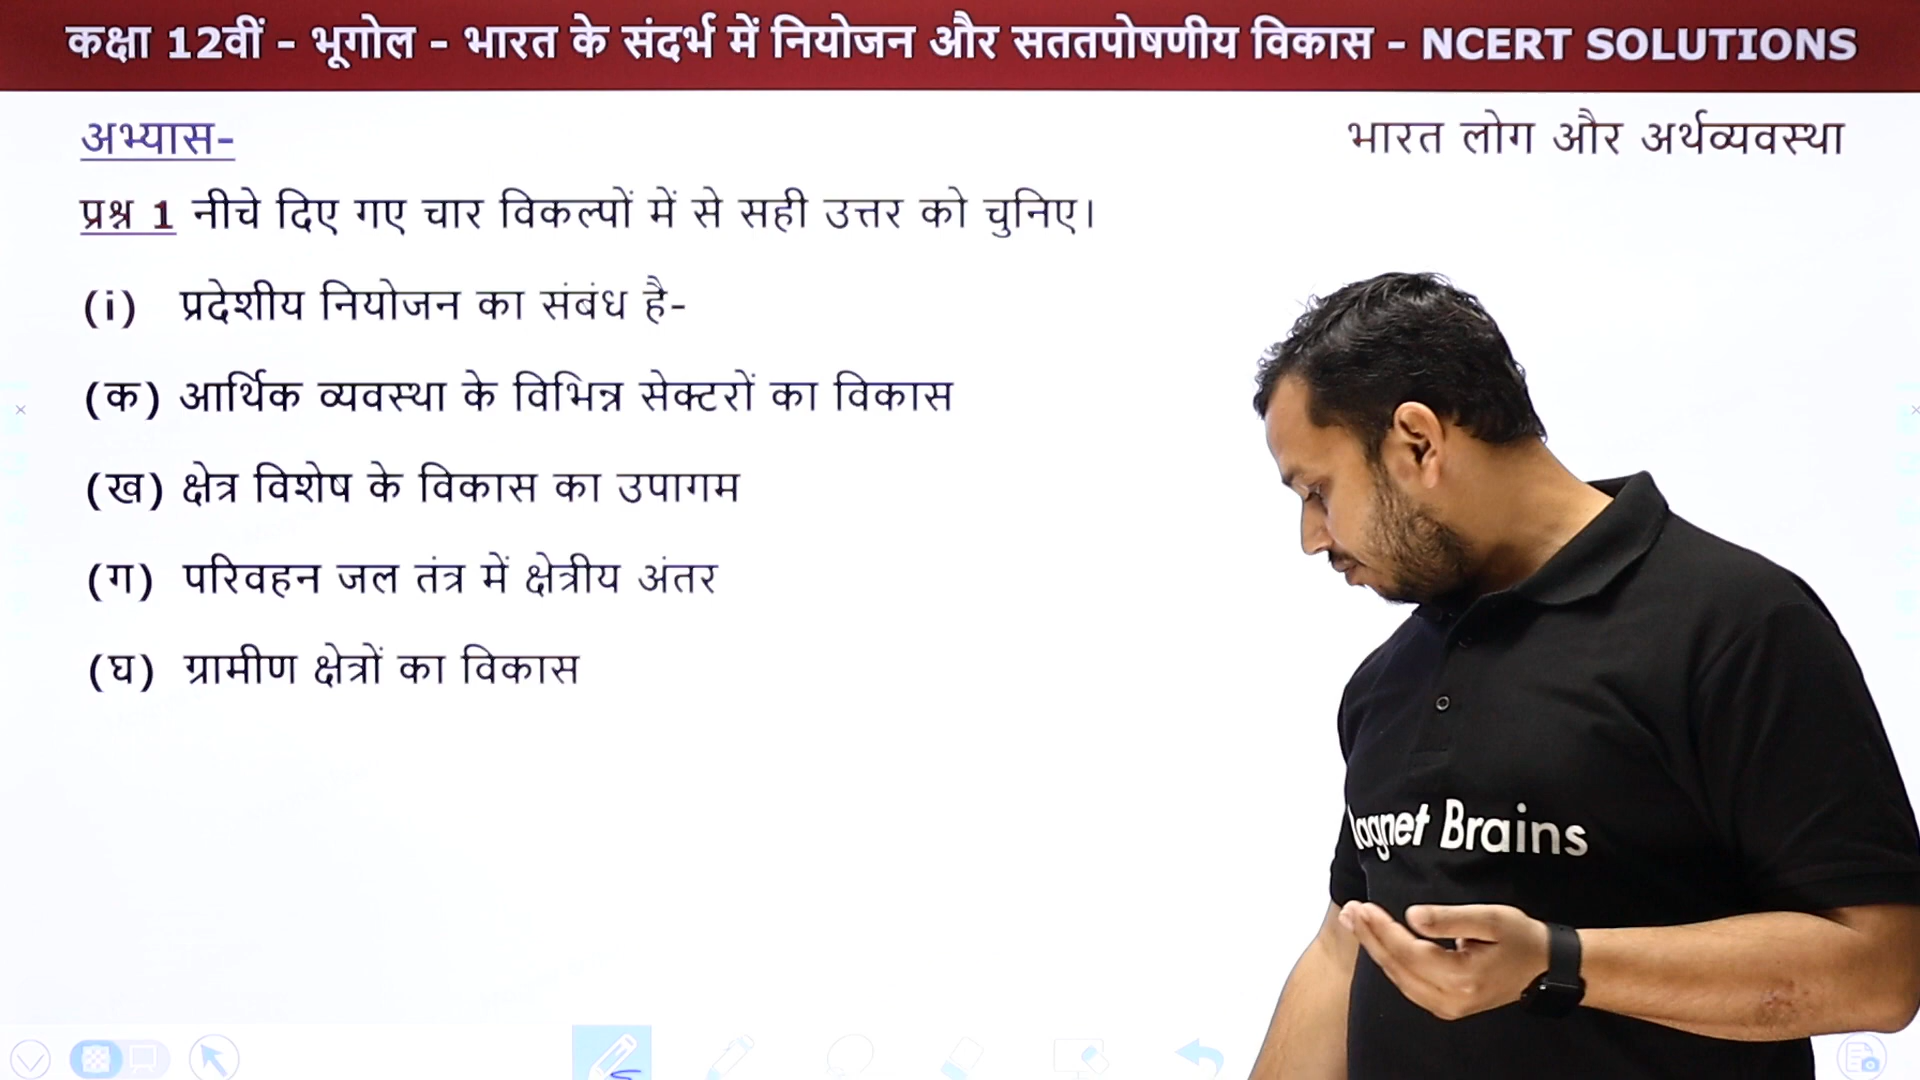 कक्षा 12वीं - भूगोल - भारत के संदर्भ में नियोजन और सततपोषणीय विकास - NCERT SOLUTIONS
अभ्यास-
भारत लोग और अर्थव्यवस्था
प्रश्न 1 नीचे दिए गए चार विकल्पों में से सही उत्तर को चुनिए।
(i) प्रदेशीय नियोजन का संबंध है-
(क) आर्थिक व्यवस्था के विभिन्न सेक्टरों का विकास
(ख) क्षेत्र विशेष के विकास का उपागम
(ग) परिवहन जल तंत्र में क्षेत्रीय अंतर
(घ) ग्रामीण क्षेत्रों का विकास
Brains